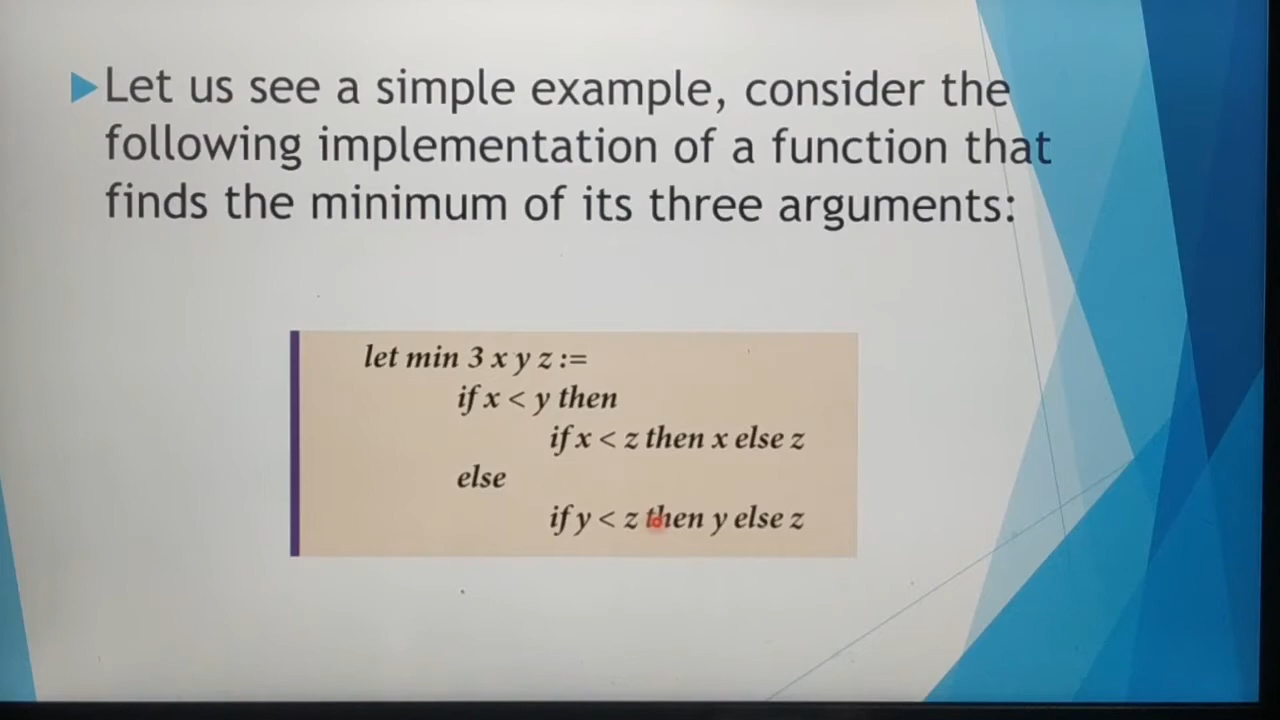 Let us see a simple example, consider the
following implementation of a function that
finds the minimum of its three arguments:
let min 3 x y z :=
if x < y then
if x < z then x else z
else
if y < z then y else z